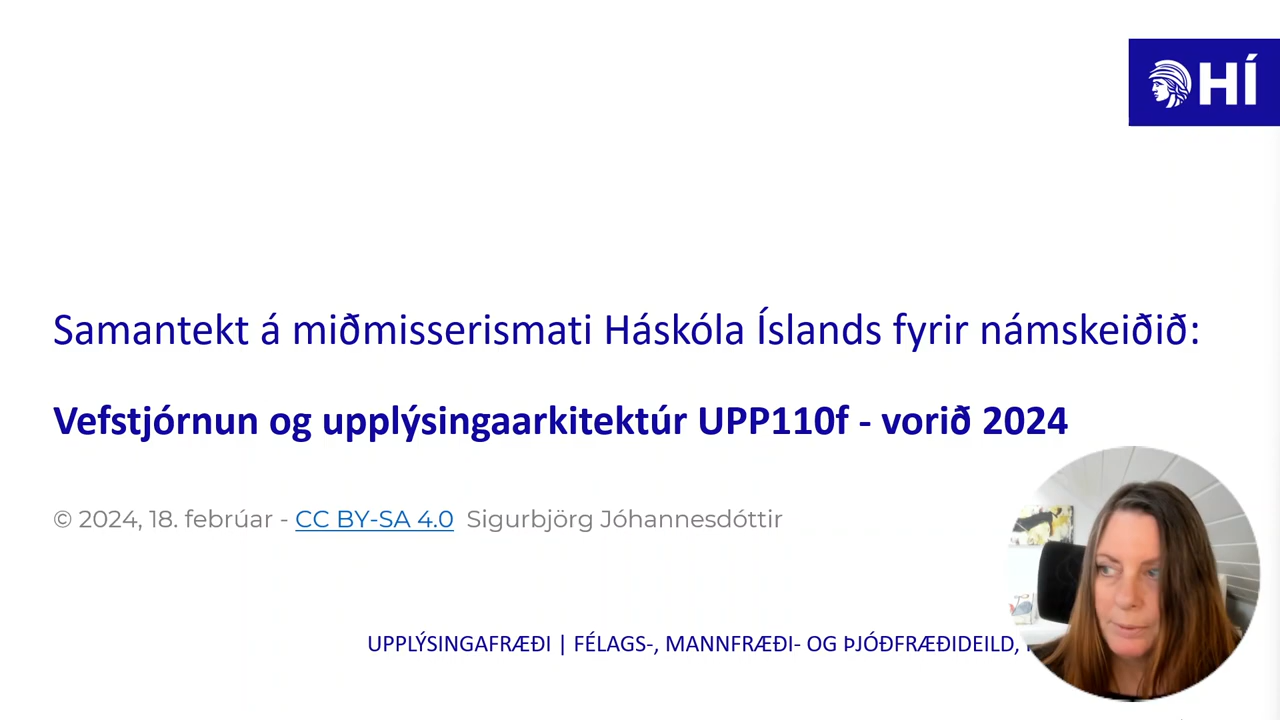 HÍ
Samantekt á miðmisserismati Háskóla Íslands fyrir námskeiðið:
Vefstjórnun og upplýsingaarkitektúr UPP110f - vorið 2024
© 2024, 18. febrúar - CC BY-SA 4.0 Sigurbjörg Jóhannesdóttir
UPPLÝSINGAFRÆÐI | FÉLAGS-, MANNFRÆÐI- OG ÞJÓÐFRÆÐIDEILD,